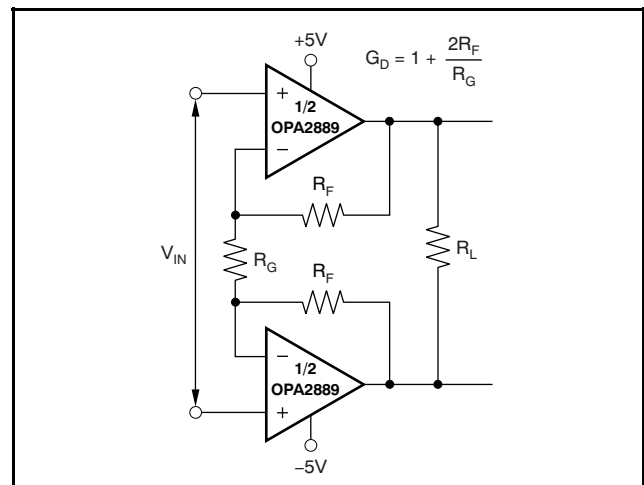 +5V
G_D = 1 + 2R_F / R_G
+
1/2
OPA2889
−
R_F
V_IN
R_G
R_L
R_F
−
1/2
OPA2889
+
−5V